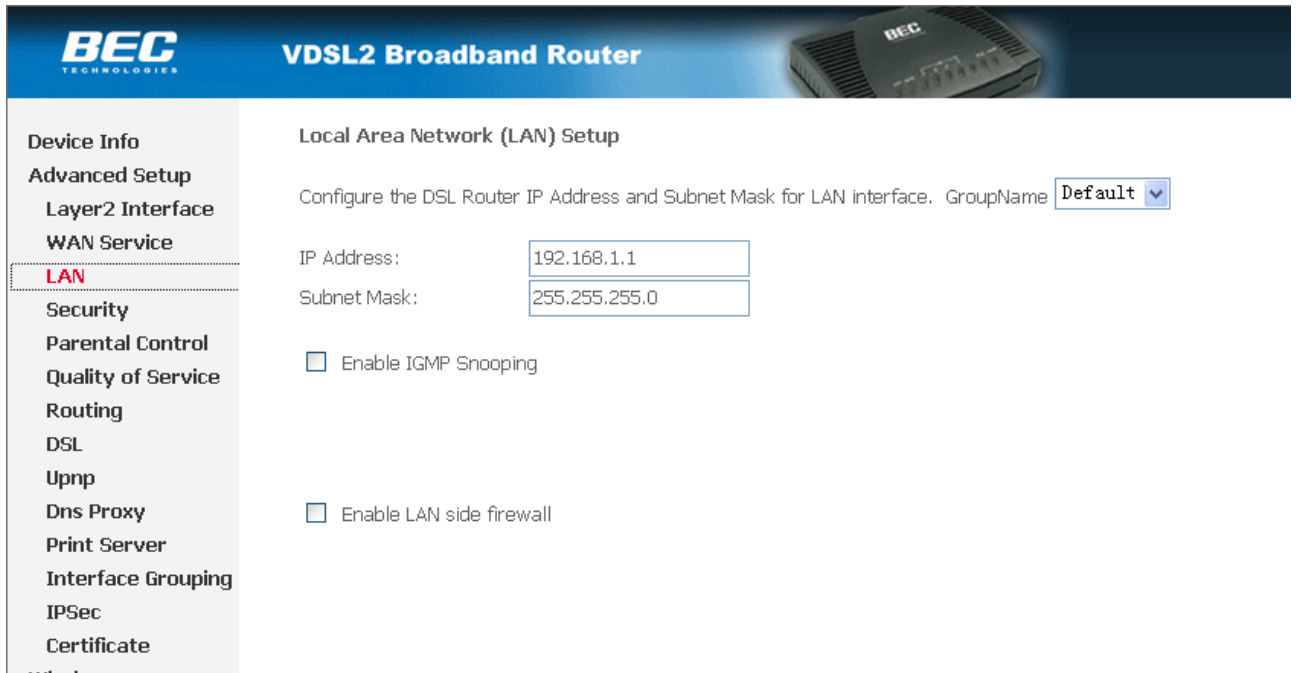 BEC
TECHNOLOGIES
VDSL2 Broadband Router
BEC
Device Info
Advanced Setup
Layer2 Interface
WAN Service
LAN
Security
Parental Control
Quality of Service
Routing
DSL
Upnp
Dns Proxy
Print Server
Interface Grouping
IPSec
Certificate
Local Area Network (LAN) Setup
Configure the DSL Router IP Address and Subnet Mask for LAN interface. GroupName Default
IP Address: 192.168.1.1
Subnet Mask: 255.255.255.0
Enable IGMP Snooping
Enable LAN side firewall